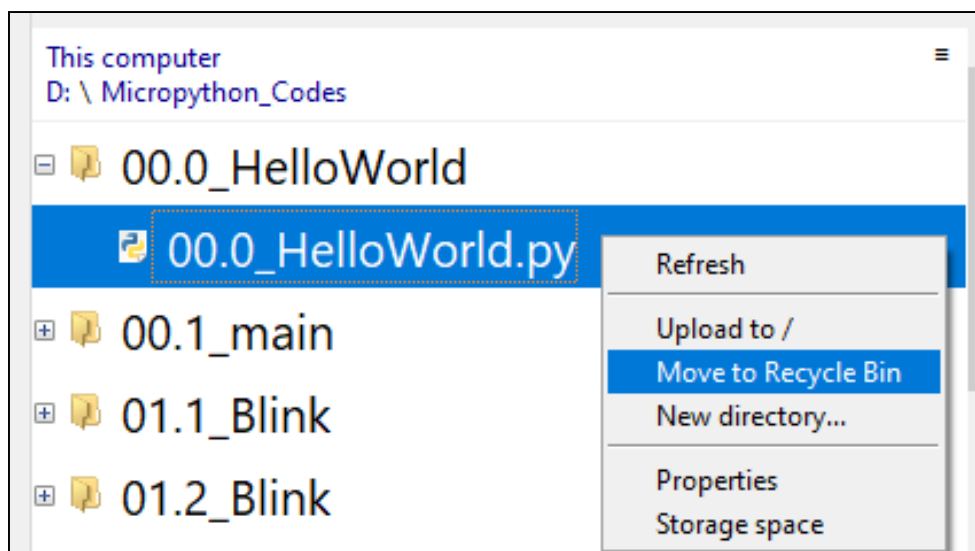 This computer
D: \ Micropython_Codes
00.0_HelloWorld
00.0_HelloWorld.py
00.1_main
01.1_Blink
01.2_Blink
Refresh
Upload to /
Move to Recycle Bin
New directory...
Properties
Storage space